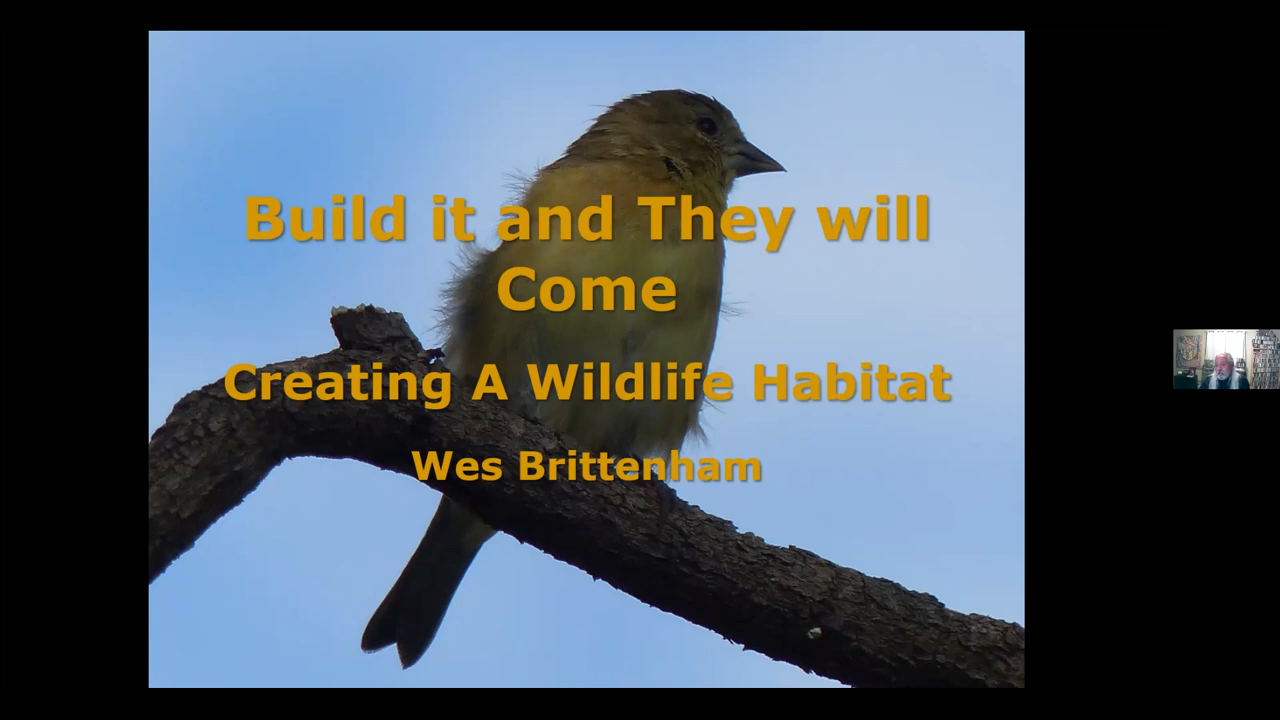 Build it and They will
Come
Creating A Wildlife Habitat
Wes Brittenham